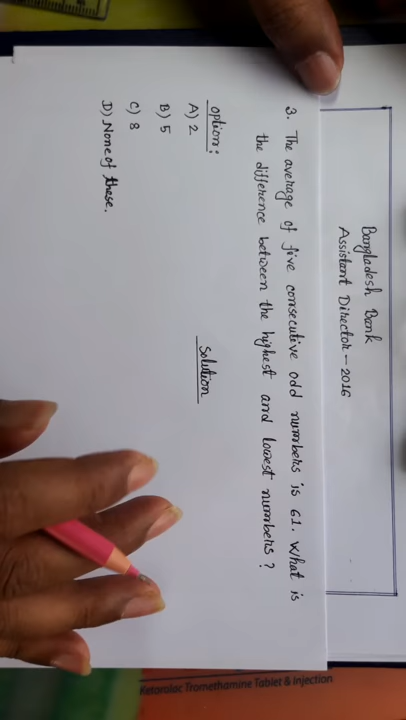 Bangladesh Bank
Assistant Director - 2016
3. The average of five consecutive odd numbers is 61. What is
the difference between the highest and lowest numbers?
option:
A) 2
B) 5
C) 8
D) None of these.
Solution
Ketorolac Tromethamine Tablet & Injection